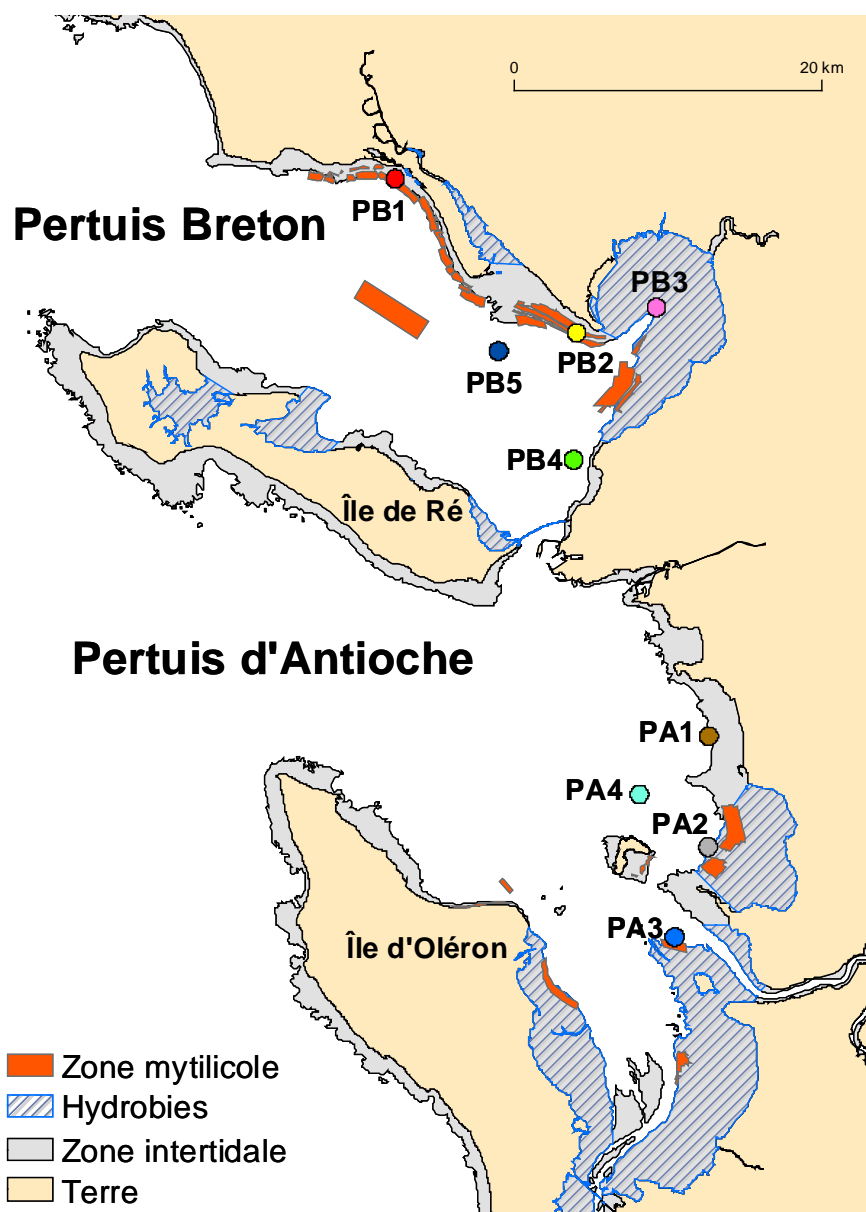 0 20 km
PB1
Pertuis Breton
PB3
PB2
PB5
PB4
Île de Ré
Pertuis d'Antioche
PA1
PA4
PA2
PA3
Île d'Oléron
Zone mytilicole
Hydrobies
Zone intertidale
Terre